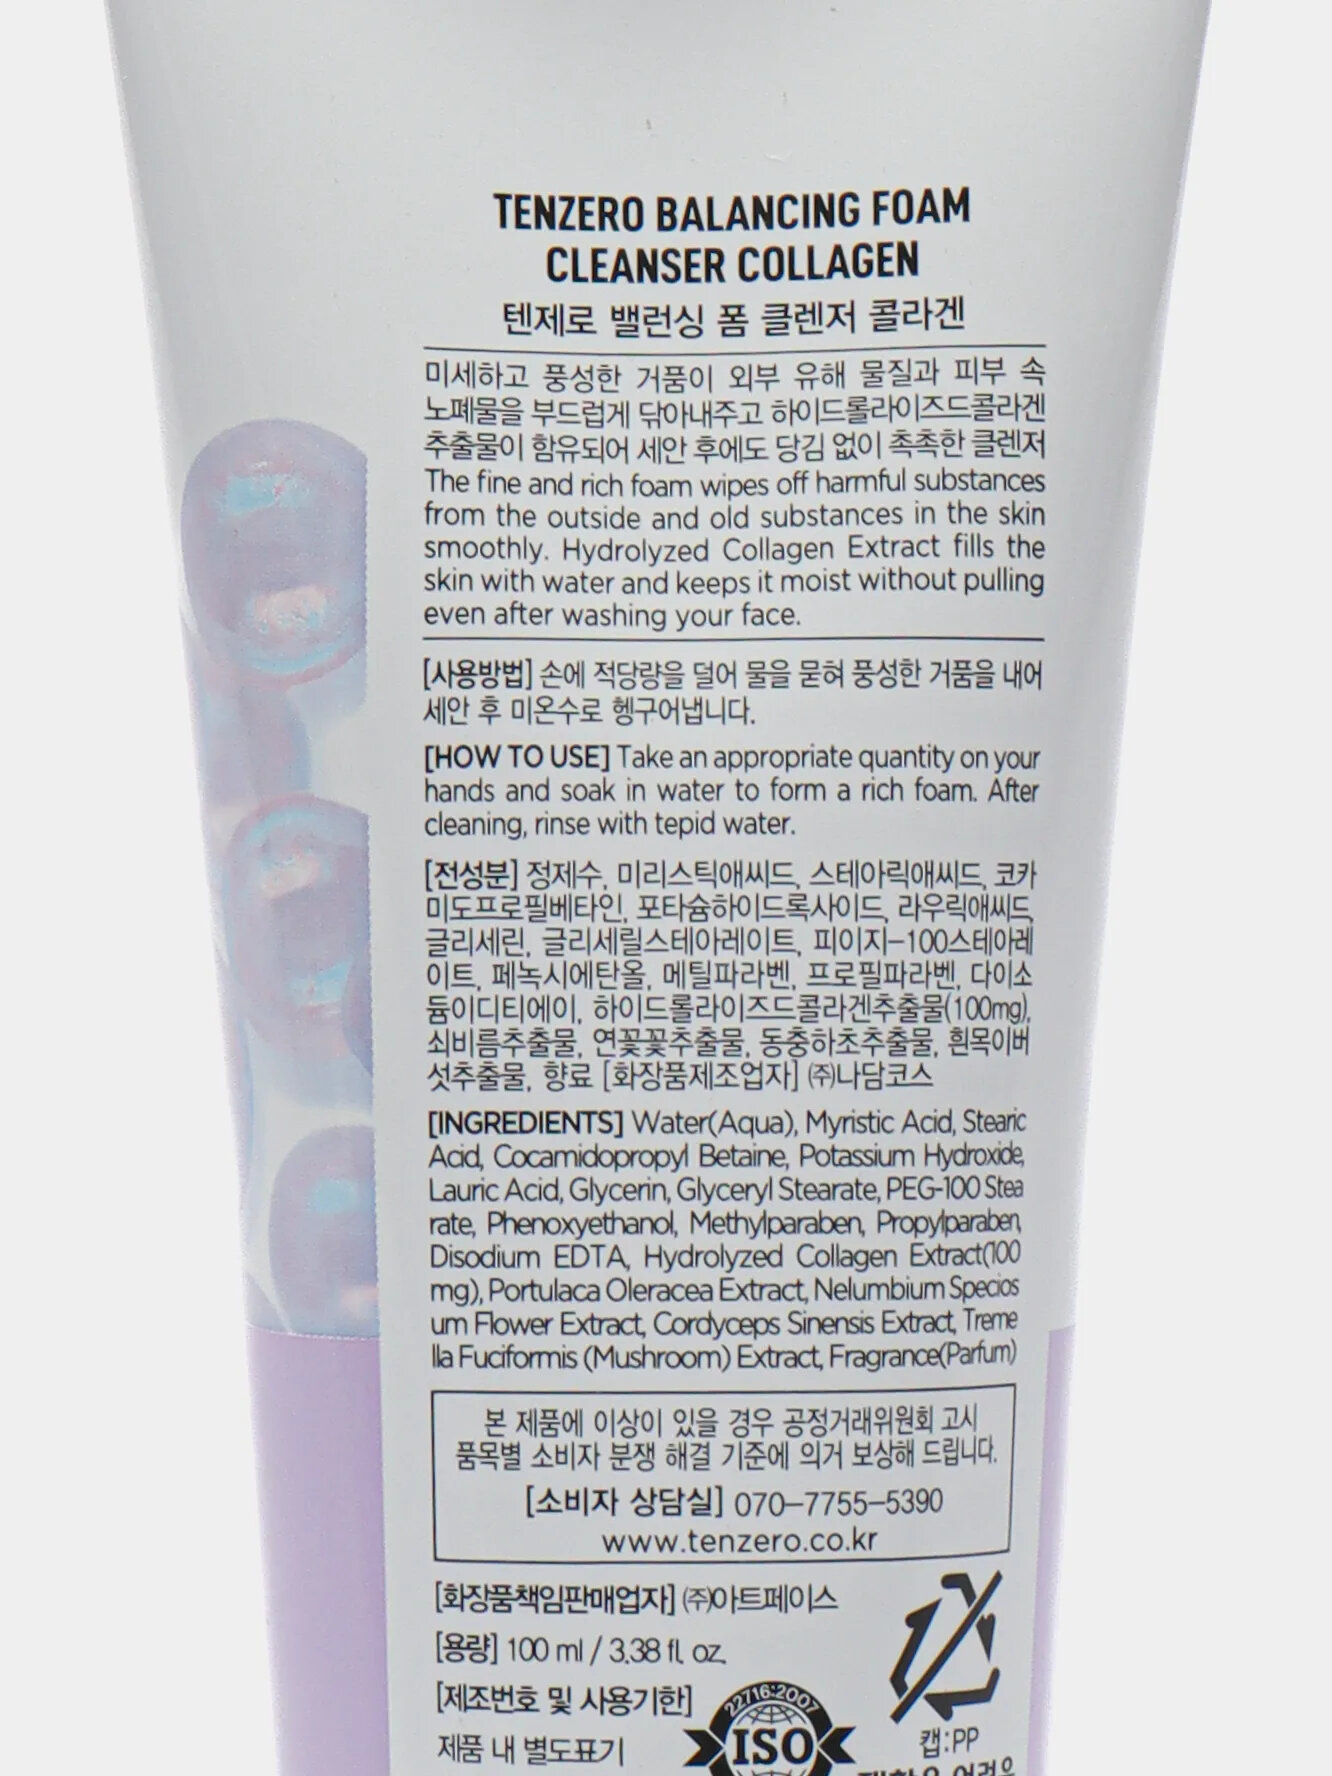 TENZERO BALANCING FOAM
CLEANSER COLLAGEN
텐제로 밸런싱 폼 클렌저 콜라겐
미세하고 풍성한 거품이 외부 유해 물질과 피부 속
노폐물을 부드럽게 닦아내주고 하이드롤라이즈드콜라겐
추출물이 함유되어 세안 후에도 당김 없이 촉촉한 클렌저
The fine and rich foam wipes off harmful substances
from the outside and old substances in the skin
smoothly. Hydrolyzed Collagen Extract fills the
skin with water and keeps it moist without pulling
even after washing your face.
[사용방법] 손에 적당량을 덜어 물을 묻혀 풍성한 거품을 내어
세안 후 미온수로 헹구어냅니다.
[HOW TO USE] Take an appropriate quantity on your
hands and soak in water to form a rich foam. After
cleaning, rinse with tepid water.
[전성분] 정제수, 미리스틱애씨드, 스테아릭애씨드, 코카
미도프로필베타인, 포타슘하이드록사이드, 라우릭애씨드,
글리세린, 글리세릴스테아레이트, 피이지-100스테아레
이트, 페녹시에탄올, 메틸파라벤, 프로필파라벤, 다이소
듐이디티에이, 하이드롤라이즈드콜라겐추출물(100mg),
쇠비름추출물, 연꽃꽃추출물, 동충하초추출물, 흰목이버
섯추출물, 향료 [화장품제조업자] ㈜나담코스
[INGREDIENTS] Water(Aqua), Myristic Acid, Stearic
Acid, Cocamidopropyl Betaine, Potassium Hydroxide,
Lauric Acid, Glycerin, Glyceryl Stearate, PEG-100 Stea
rate, Phenoxyethanol, Methylparaben, Propylparaben,
Disodium EDTA, Hydrolyzed Collagen Extract(100
mg), Portulaca Oleracea Extract, Nelumbium Specios
um Flower Extract, Cordyceps Sinensis Extract, Treme
lla Fuciformis (Mushroom) Extract, Fragrance(Parfum)
본 제품에 이상이 있을 경우 공정거래위원회 고시
품목별 소비자 분쟁 해결 기준에 의거 보상해 드립니다.
[소비자 상담실] 070-7755-5390
www.tenzero.co.kr
[화장품책임판매업자] ㈜아트페이스
[용량] 100 ml / 3.38 fl. oz.
[제조번호 및 사용기한]
제품 내 별도표기
22716:2007
ISO
캡:PP